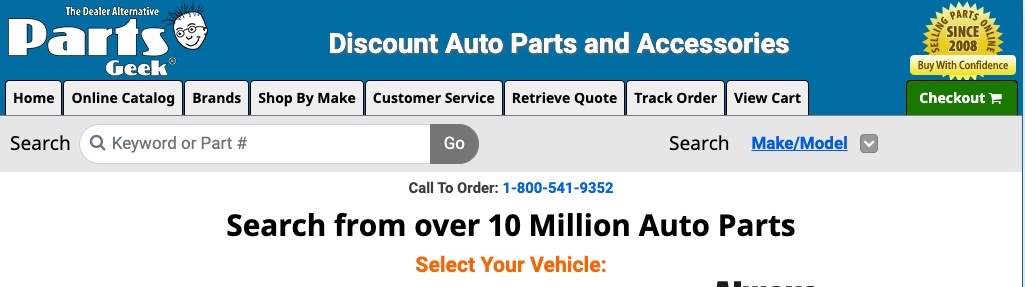 The Dealer Alternative
Parts
Geek®
Discount Auto Parts and Accessories
SELLING PARTS ONLINE
SINCE
2008
Buy With Confidence
Home
Online Catalog
Brands
Shop By Make
Customer Service
Retrieve Quote
Track Order
View Cart
Checkout
Search
Keyword or Part #
Go
Search
Make/Model
Call To Order: 1-800-541-9352
Search from over 10 Million Auto Parts
Select Your Vehicle: